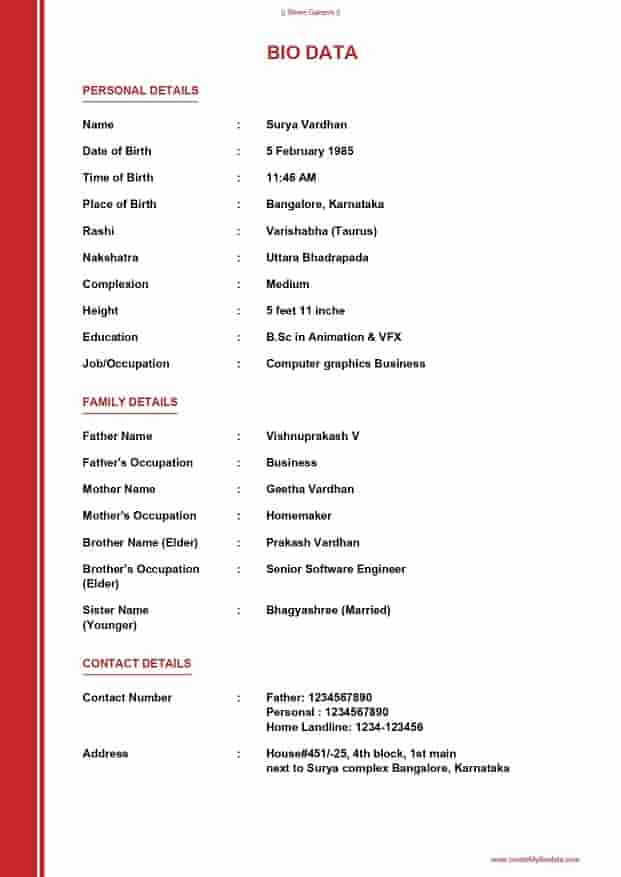 || Shree Ganesh ||
BIO DATA
PERSONAL DETAILS
Name : Surya Vardhan
Date of Birth : 5 February 1985
Time of Birth : 11:46 AM
Place of Birth : Bangalore, Karnataka
Rashi : Varishabha (Taurus)
Nakshatra : Uttara Bhadrapada
Complexion : Medium
Height : 5 feet 11 inche
Education : B.Sc in Animation & VFX
Job/Occupation : Computer graphics Business
FAMILY DETAILS
Father Name : Vishnuprakash V
Father's Occupation : Business
Mother Name : Geetha Vardhan
Mother's Occupation : Homemaker
Brother Name (Elder) : Prakash Vardhan
Brother's Occupation : Senior Software Engineer
(Elder)
Sister Name : Bhagyashree (Married)
(Younger)
CONTACT DETAILS
Contact Number : Father: 1234567890
Personal : 1234567890
Home Landline: 1234-123456
Address : House#451/-25, 4th block, 1st main
next to Surya complex Bangalore, Karnataka